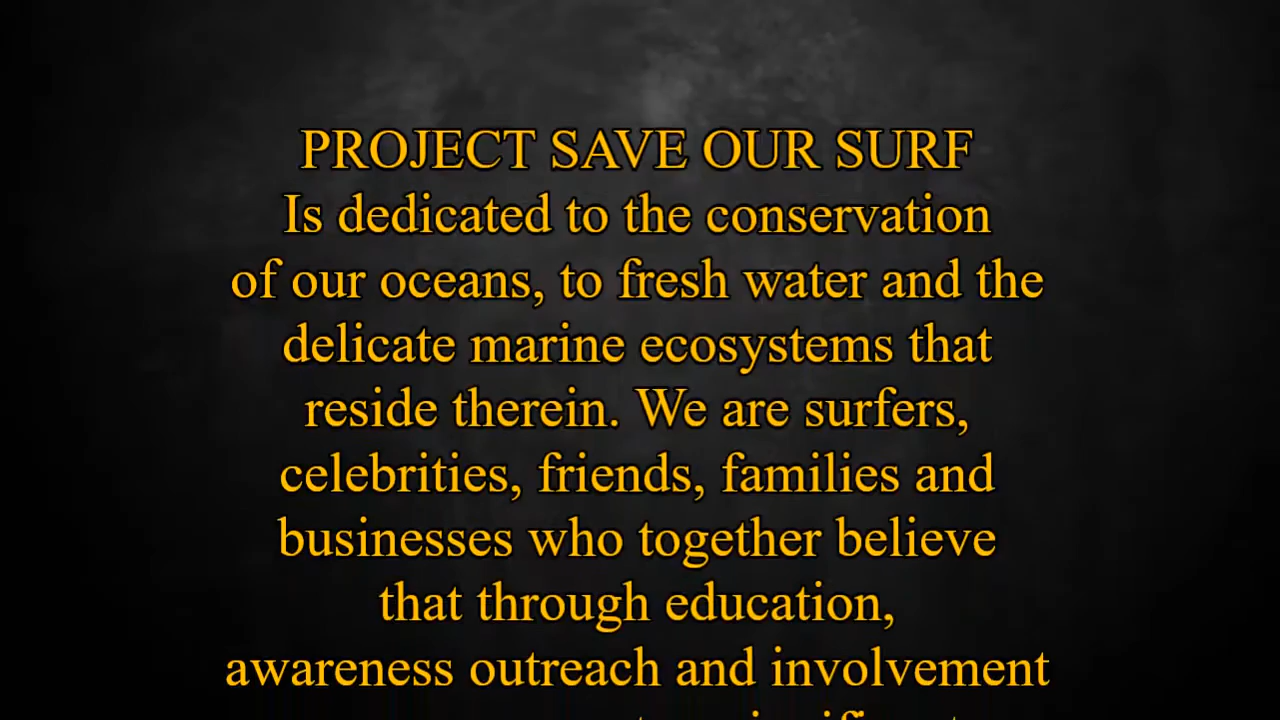 PROJECT SAVE OUR SURF
Is dedicated to the conservation
of our oceans, to fresh water and the
delicate marine ecosystems that
reside therein. We are surfers,
celebrities, friends, families and
businesses who together believe
that through education,
awareness outreach and involvement